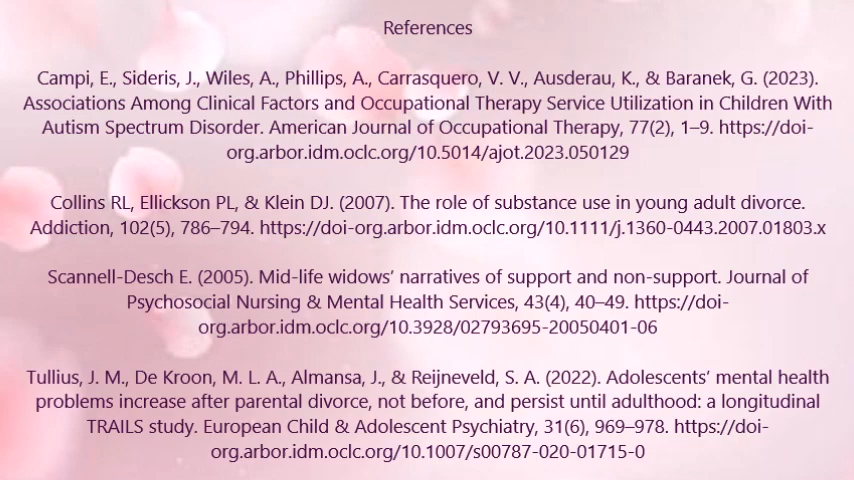 References
Campi, E., Sideris, J., Wiles, A., Phillips, A., Carrasquero, V. V., Ausderau, K., & Baranek, G. (2023).
Associations Among Clinical Factors and Occupational Therapy Service Utilization in Children With
Autism Spectrum Disorder. American Journal of Occupational Therapy, 77(2), 1–9. https://doi-
org.arbor.idm.oclc.org/10.5014/ajot.2023.050129
Collins RL, Ellickson PL, & Klein DJ. (2007). The role of substance use in young adult divorce.
Addiction, 102(5), 786–794. https://doi-org.arbor.idm.oclc.org/10.1111/j.1360-0443.2007.01803.x
Scannell-Desch E. (2005). Mid-life widows’ narratives of support and non-support. Journal of
Psychosocial Nursing & Mental Health Services, 43(4), 40–49. https://doi-
org.arbor.idm.oclc.org/10.3928/02793695-20050401-06
Tullius, J. M., De Kroon, M. L. A., Almansa, J., & Reijneveld, S. A. (2022). Adolescents’ mental health
problems increase after parental divorce, not before, and persist until adulthood: a longitudinal
TRAILS study. European Child & Adolescent Psychiatry, 31(6), 969–978. https://doi-
org.arbor.idm.oclc.org/10.1007/s00787-020-01715-0